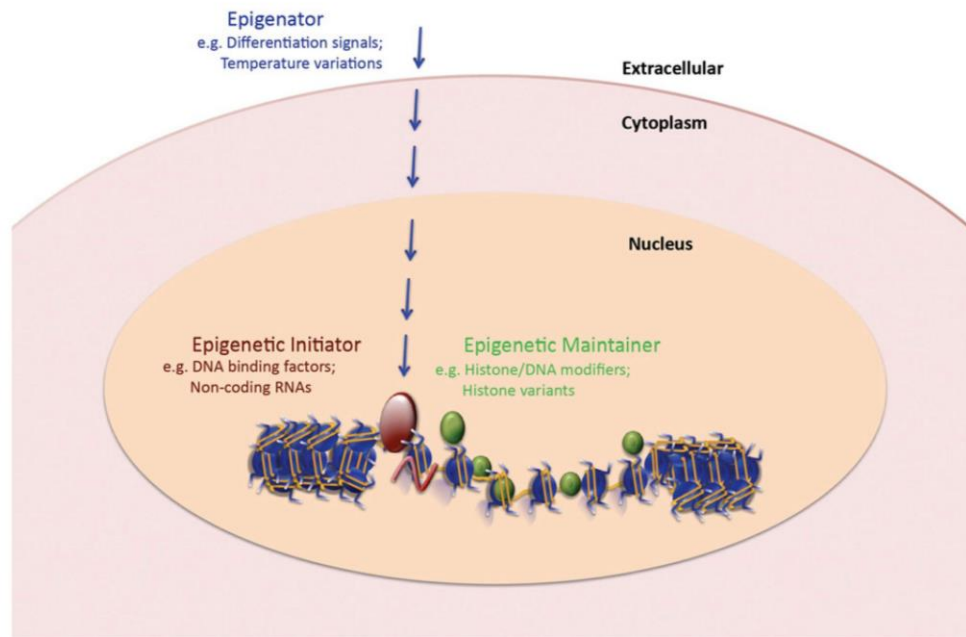 Epigenator
e.g. Differentiation signals;
Temperature variations
Extracellular
Cytoplasm
Nucleus
Epigenetic Initiator
e.g. DNA binding factors;
Non-coding RNAs
Epigenetic Maintainer
e.g. Histone/DNA modifiers;
Histone variants